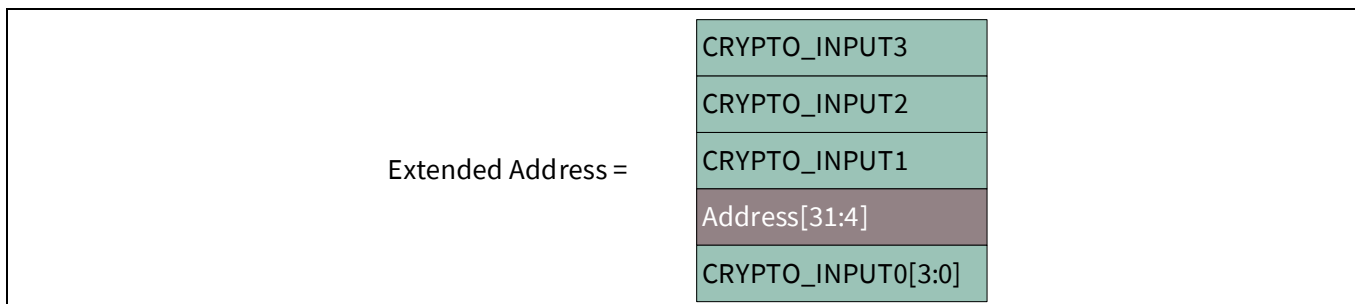 CRYPTO_INPUT3
CRYPTO_INPUT2
Extended Address =
CRYPTO_INPUT1
Address[31:4]
CRYPTO_INPUT0[3:0]